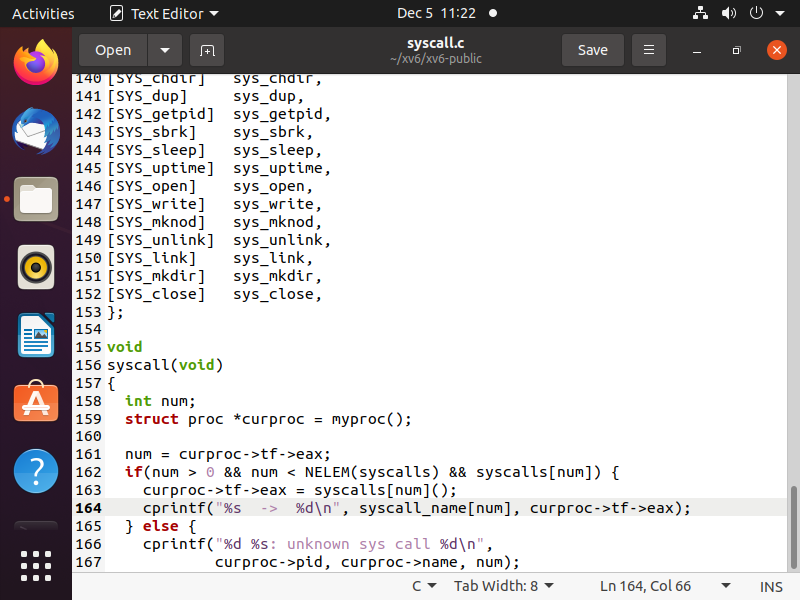 Activities Text Editor Dec 5 11:22
Open syscall.c Save
~/xv6/xv6-public
140 [SYS_chdir]   sys_chdir,
141 [SYS_dup]     sys_dup,
142 [SYS_getpid]  sys_getpid,
143 [SYS_sbrk]    sys_sbrk,
144 [SYS_sleep]   sys_sleep,
145 [SYS_uptime]  sys_uptime,
146 [SYS_open]    sys_open,
147 [SYS_write]   sys_write,
148 [SYS_mknod]   sys_mknod,
149 [SYS_unlink]  sys_unlink,
150 [SYS_link]    sys_link,
151 [SYS_mkdir]   sys_mkdir,
152 [SYS_close]   sys_close,
153 };
154
155 void
156 syscall(void)
157 {
158   int num;
159   struct proc *curproc = myproc();
160
161   num = curproc->tf->eax;
162   if(num > 0 && num < NELEM(syscalls) && syscalls[num]) {
163     curproc->tf->eax = syscalls[num]();
164     cprintf("%s  ->  %d\n", syscall_name[num], curproc->tf->eax);
165   } else {
166     cprintf("%d %s: unknown sys call %d\n",
167             curproc->pid, curproc->name, num);
C Tab Width: 8 Ln 164, Col 66 INS